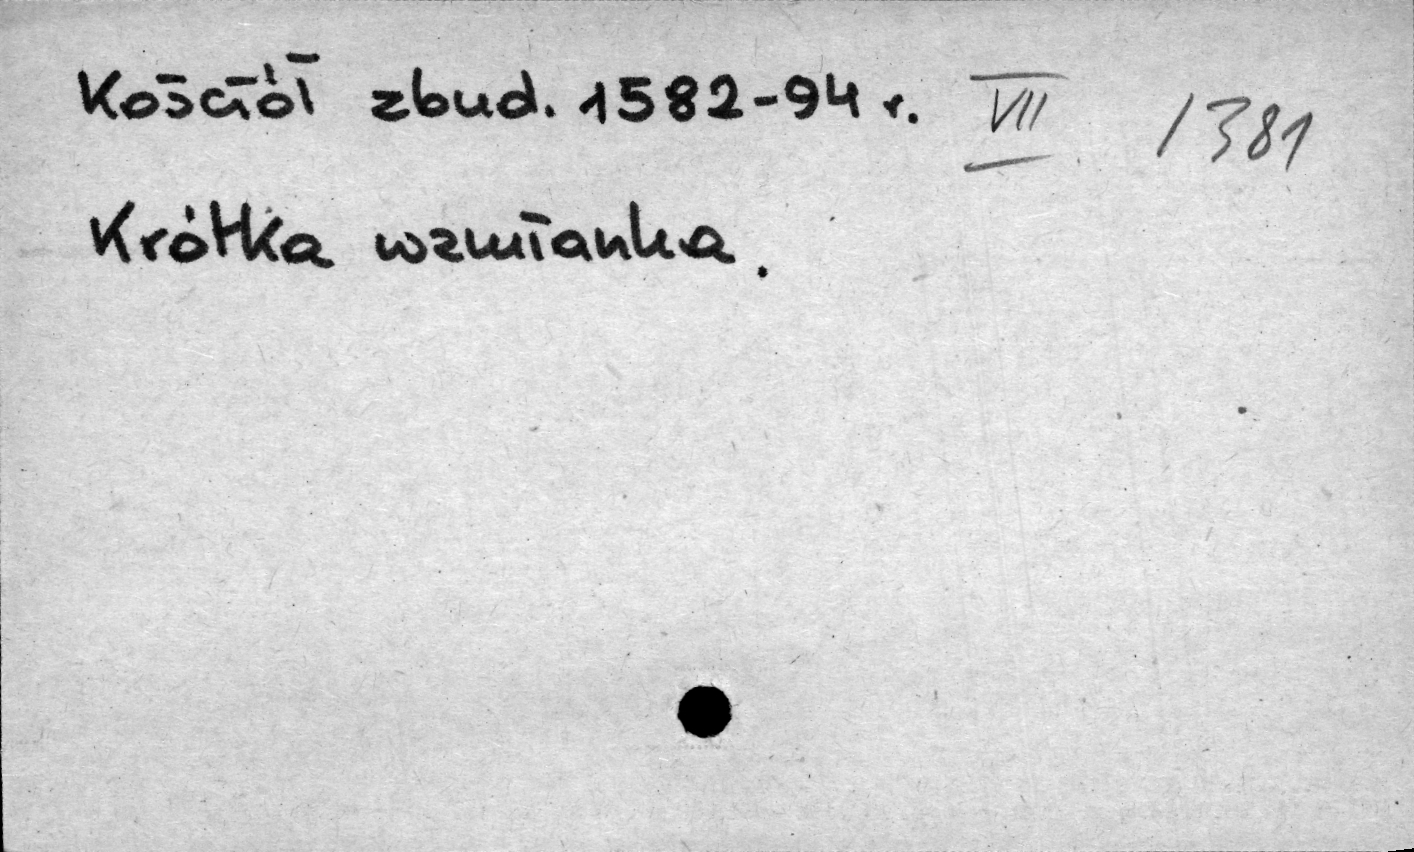 Kościół zbud. 1582-94 r. VII 1381
Krótka wzmianka.